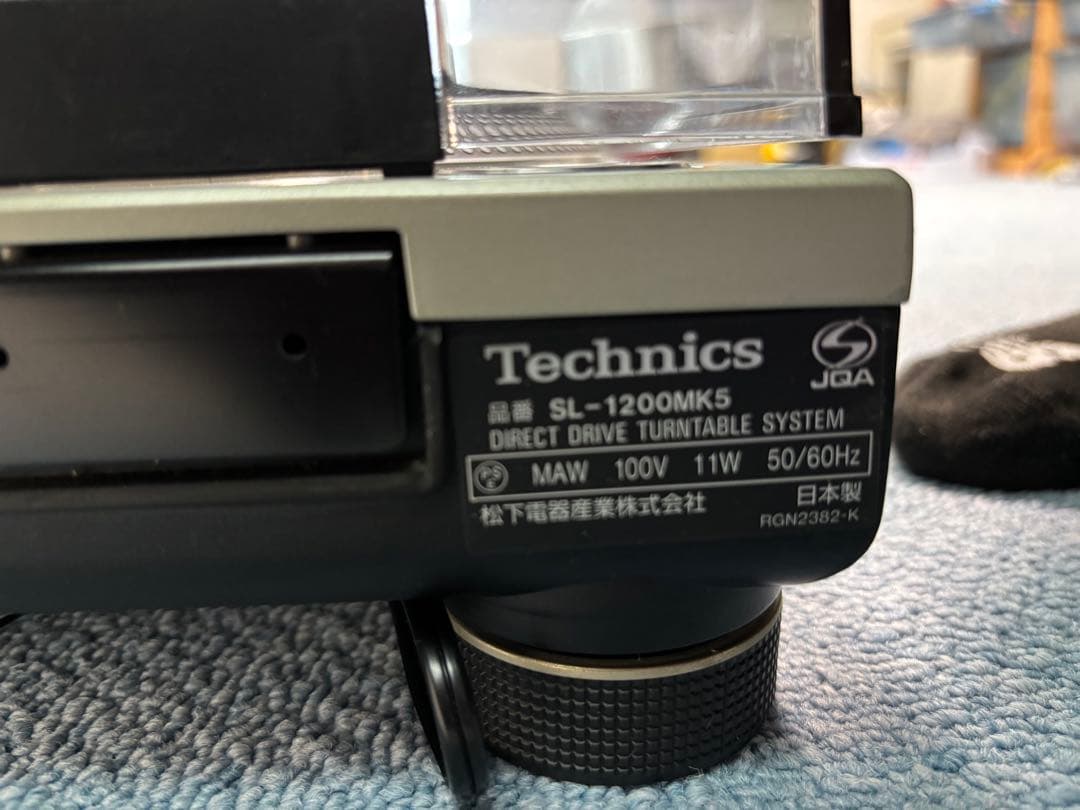 Technics
JQA
品番 SL-1200MK5
DIRECT DRIVE TURNTABLE SYSTEM
PS E MAW 100V 11W 50/60Hz
松下電器産業株式会社
日本製
RGN2382-K